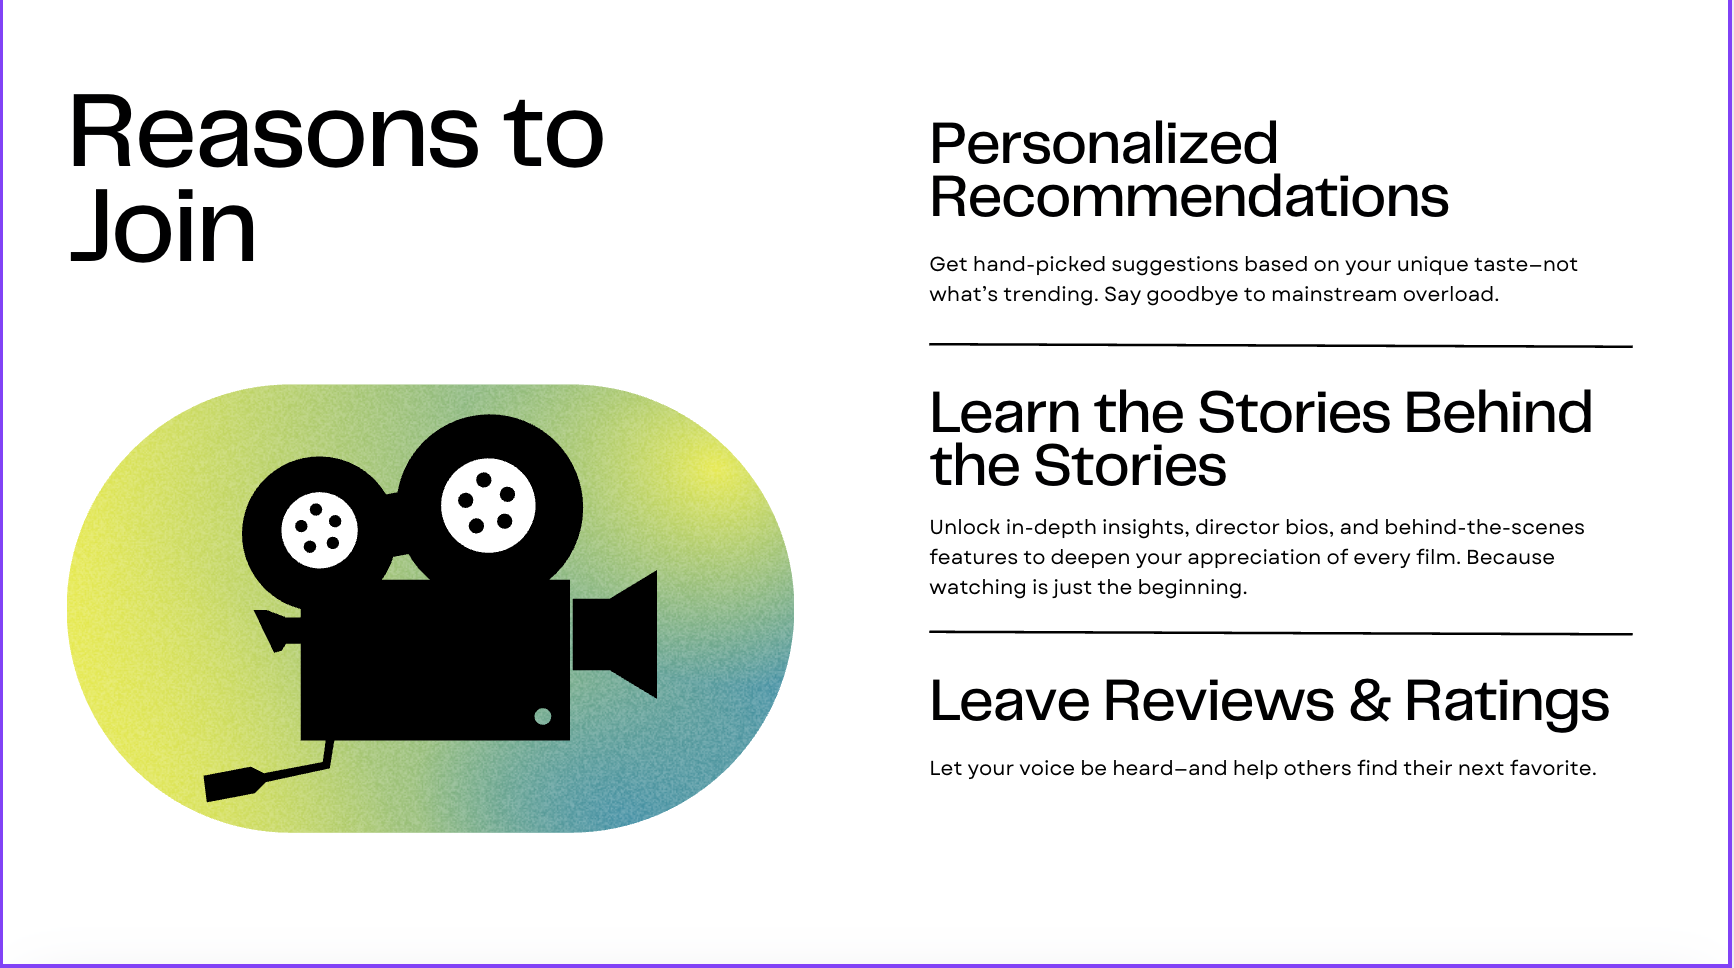 Reasons to
Join
Personalized
Recommendations
Get hand-picked suggestions based on your unique taste—not
what’s trending. Say goodbye to mainstream overload.
Learn the Stories Behind
the Stories
Unlock in-depth insights, director bios, and behind-the-scenes
features to deepen your appreciation of every film. Because
watching is just the beginning.
Leave Reviews & Ratings
Let your voice be heard—and help others find their next favorite.